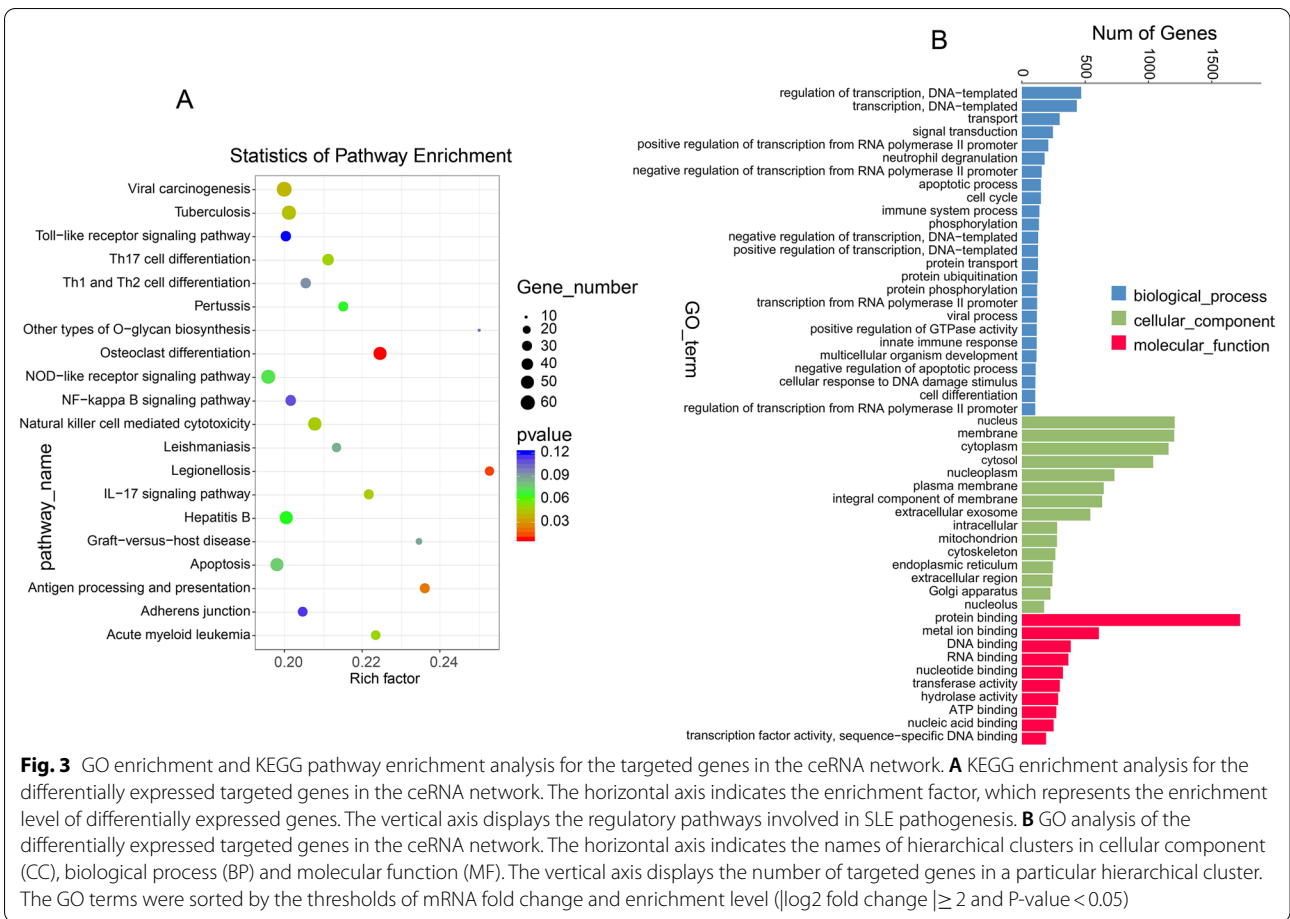 A
Statistics of Pathway Enrichment
pathway_name
Viral carcinogenesis
Tuberculosis
Toll−like receptor signaling pathway
Th17 cell differentiation
Th1 and Th2 cell differentiation
Pertussis
Other types of O−glycan biosynthesis
Osteoclast differentiation
NOD−like receptor signaling pathway
NF−kappa B signaling pathway
Natural killer cell mediated cytotoxicity
Leishmaniasis
Legionellosis
IL−17 signaling pathway
Hepatitis B
Graft−versus−host disease
Apoptosis
Antigen processing and presentation
Adherens junction
Acute myeloid leukemia
0.20 0.22 0.24
Rich factor
Gene_number
10
20
30
40
50
60
pvalue
0.12
0.09
0.06
0.03
B
Num of Genes
0 500 1000 1500
GO_term
regulation of transcription, DNA−templated
transcription, DNA−templated
transport
signal transduction
positive regulation of transcription from RNA polymerase II promoter
neutrophil degranulation
negative regulation of transcription from RNA polymerase II promoter
apoptotic process
cell cycle
immune system process
phosphorylation
negative regulation of transcription, DNA−templated
positive regulation of transcription, DNA−templated
protein transport
protein ubiquitination
protein phosphorylation
transcription from RNA polymerase II promoter
viral process
positive regulation of GTPase activity
innate immune response
multicellular organism development
negative regulation of apoptotic process
cellular response to DNA damage stimulus
cell differentiation
regulation of transcription from RNA polymerase II promoter
nucleus
membrane
cytoplasm
cytosol
nucleoplasm
plasma membrane
integral component of membrane
extracellular exosome
intracellular
mitochondrion
cytoskeleton
endoplasmic reticulum
extracellular region
Golgi apparatus
nucleolus
protein binding
metal ion binding
DNA binding
RNA binding
nucleotide binding
transferase activity
hydrolase activity
ATP binding
nucleic acid binding
transcription factor activity, sequence−specific DNA binding
biological_process
cellular_component
molecular_function
Fig. 3 GO enrichment and KEGG pathway enrichment analysis for the targeted genes in the ceRNA network. A KEGG enrichment analysis for the
differentially expressed targeted genes in the ceRNA network. The horizontal axis indicates the enrichment factor, which represents the enrichment
level of differentially expressed genes. The vertical axis displays the regulatory pathways involved in SLE pathogenesis. B GO analysis of the
differentially expressed targeted genes in the ceRNA network. The horizontal axis indicates the names of hierarchical clusters in cellular component
(CC), biological process (BP) and molecular function (MF). The vertical axis displays the number of targeted genes in a particular hierarchical cluster.
The GO terms were sorted by the thresholds of mRNA fold change and enrichment level (|log2 fold change | ≥ 2 and P-value < 0.05)